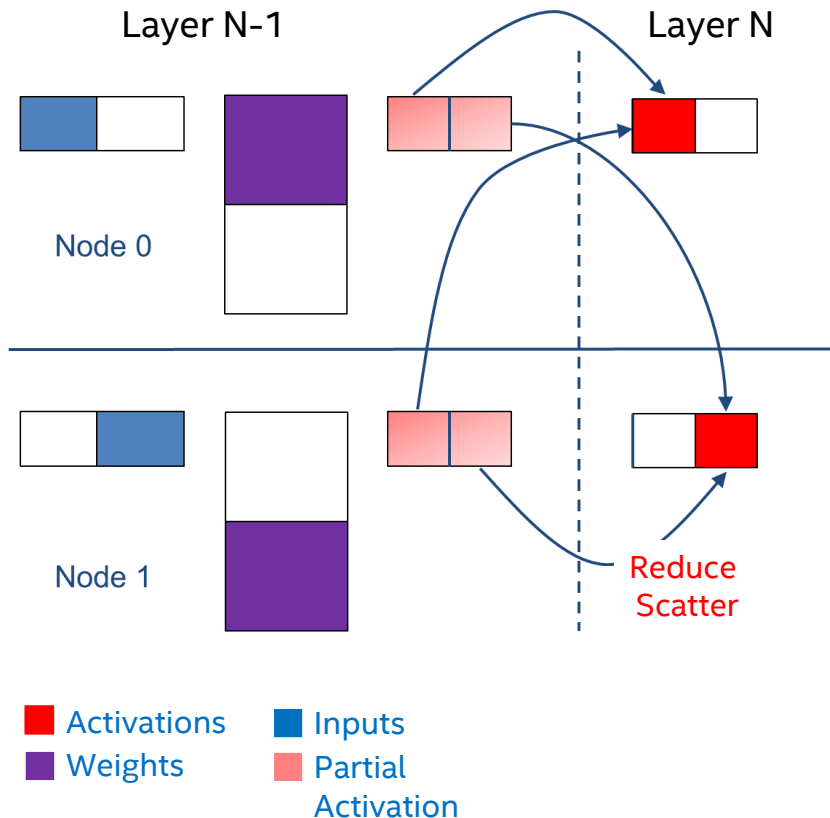 Layer N-1
Layer N
Node 0
Node 1
Reduce
Scatter
Activations
Inputs
Weights
Partial
Activation